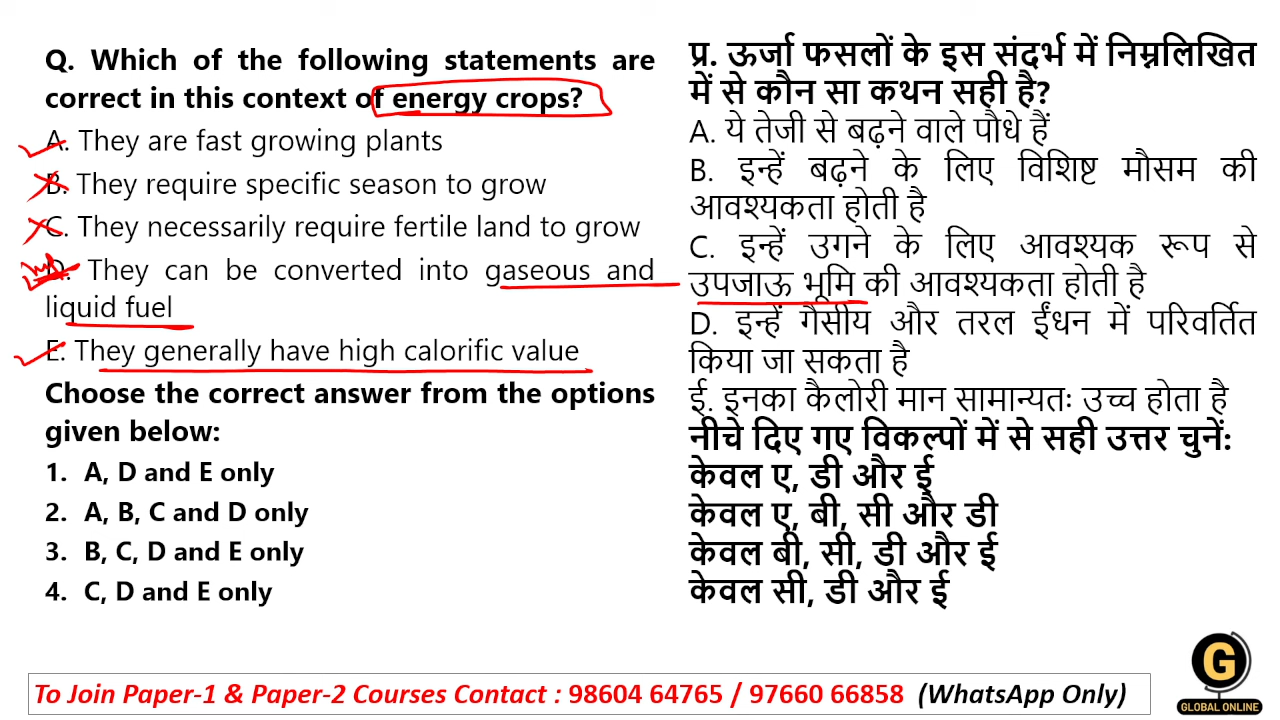 Q. Which of the following statements are
correct in this context of energy crops?
A. They are fast growing plants
B. They require specific season to grow
C. They necessarily require fertile land to grow
D. They can be converted into gaseous and
liquid fuel
E. They generally have high calorific value
Choose the correct answer from the options
given below:
1. A, D and E only
2. A, B, C and D only
3. B, C, D and E only
4. C, D and E only
प्र. ऊर्जा फसलों के इस संदर्भ में निम्नलिखित
में से कौन सा कथन सही है?
A. ये तेजी से बढ़ने वाले पौधे हैं
B. इन्हें बढ़ने के लिए विशिष्ट मौसम की
आवश्यकता होती है
C. इन्हें उगने के लिए आवश्यक रूप से
उपजाऊ भूमि की आवश्यकता होती है
D. इन्हें गैसीय और तरल ईंधन में परिवर्तित
किया जा सकता है
ई. इनका कैलोरी मान सामान्यतः उच्च होता है
नीचे दिए गए विकल्पों में से सही उत्तर चुनें:
केवल ए, डी और ई
केवल ए, बी, सी और डी
केवल बी, सी, डी और ई
केवल सी, डी और ई
To Join Paper-1 & Paper-2 Courses Contact : 98604 64765 / 97660 66858 (WhatsApp Only)
G
GLOBAL ONLINE